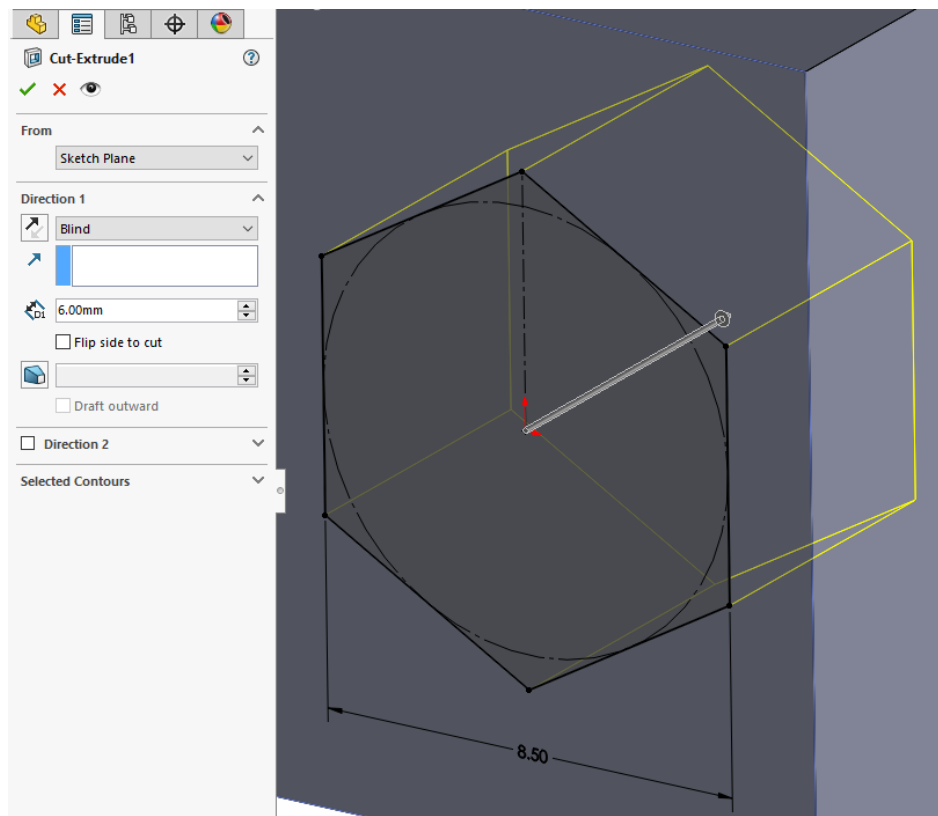 Cut-Extrude1
?
From
Sketch Plane
Direction 1
Blind
D1
6.00mm
Flip side to cut
Draft outward
Direction 2
Selected Contours
8.50